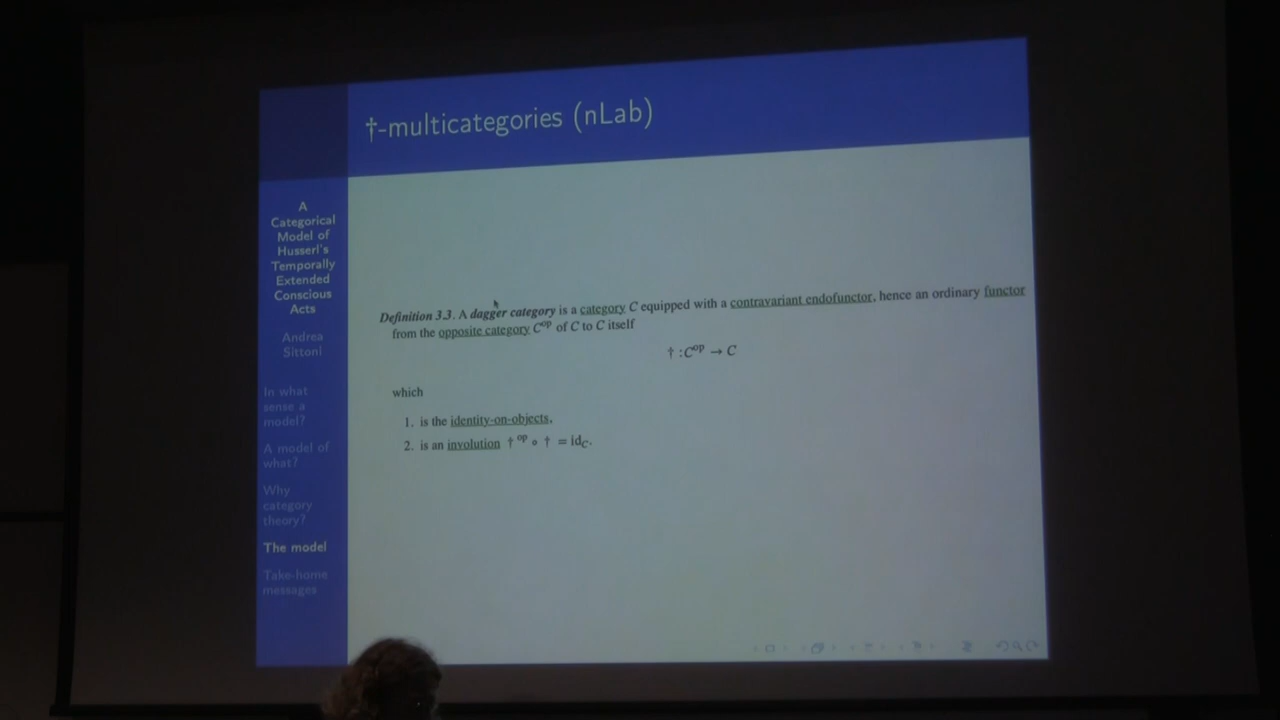 †-multicategories (nLab)
A
Categorical
Model of
Husserl's
Temporally
Extended
Conscious
Acts
Andrea
Sittoni
In what
sense a
model?
A model of
what?
Why
category
theory?
The model
Take-home
messages
Definition 3.3. A dagger category is a category C equipped with a contravariant endofunctor, hence an ordinary functor
from the opposite category C^op of C to C itself
† : C^op → C
which
1. is the identity-on-objects,
2. is an involution †^op ∘ † = id_C.